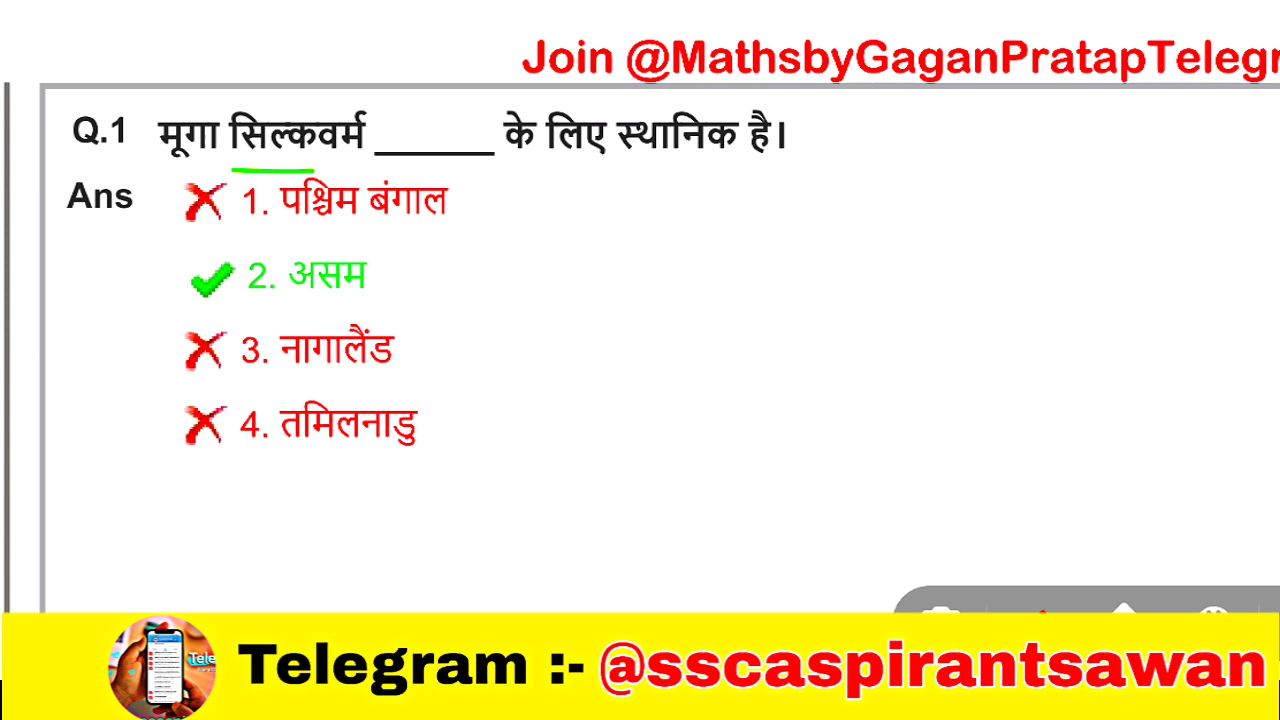 Join @MathsbyGaganPratapTelegr
Q.1 मूगा सिल्कवर्म ______ के लिए स्थानिक है।
Ans 1. पश्चिम बंगाल
2. असम
3. नागालैंड
4. तमिलनाडु
Telegram :- @sscaspirantsawan